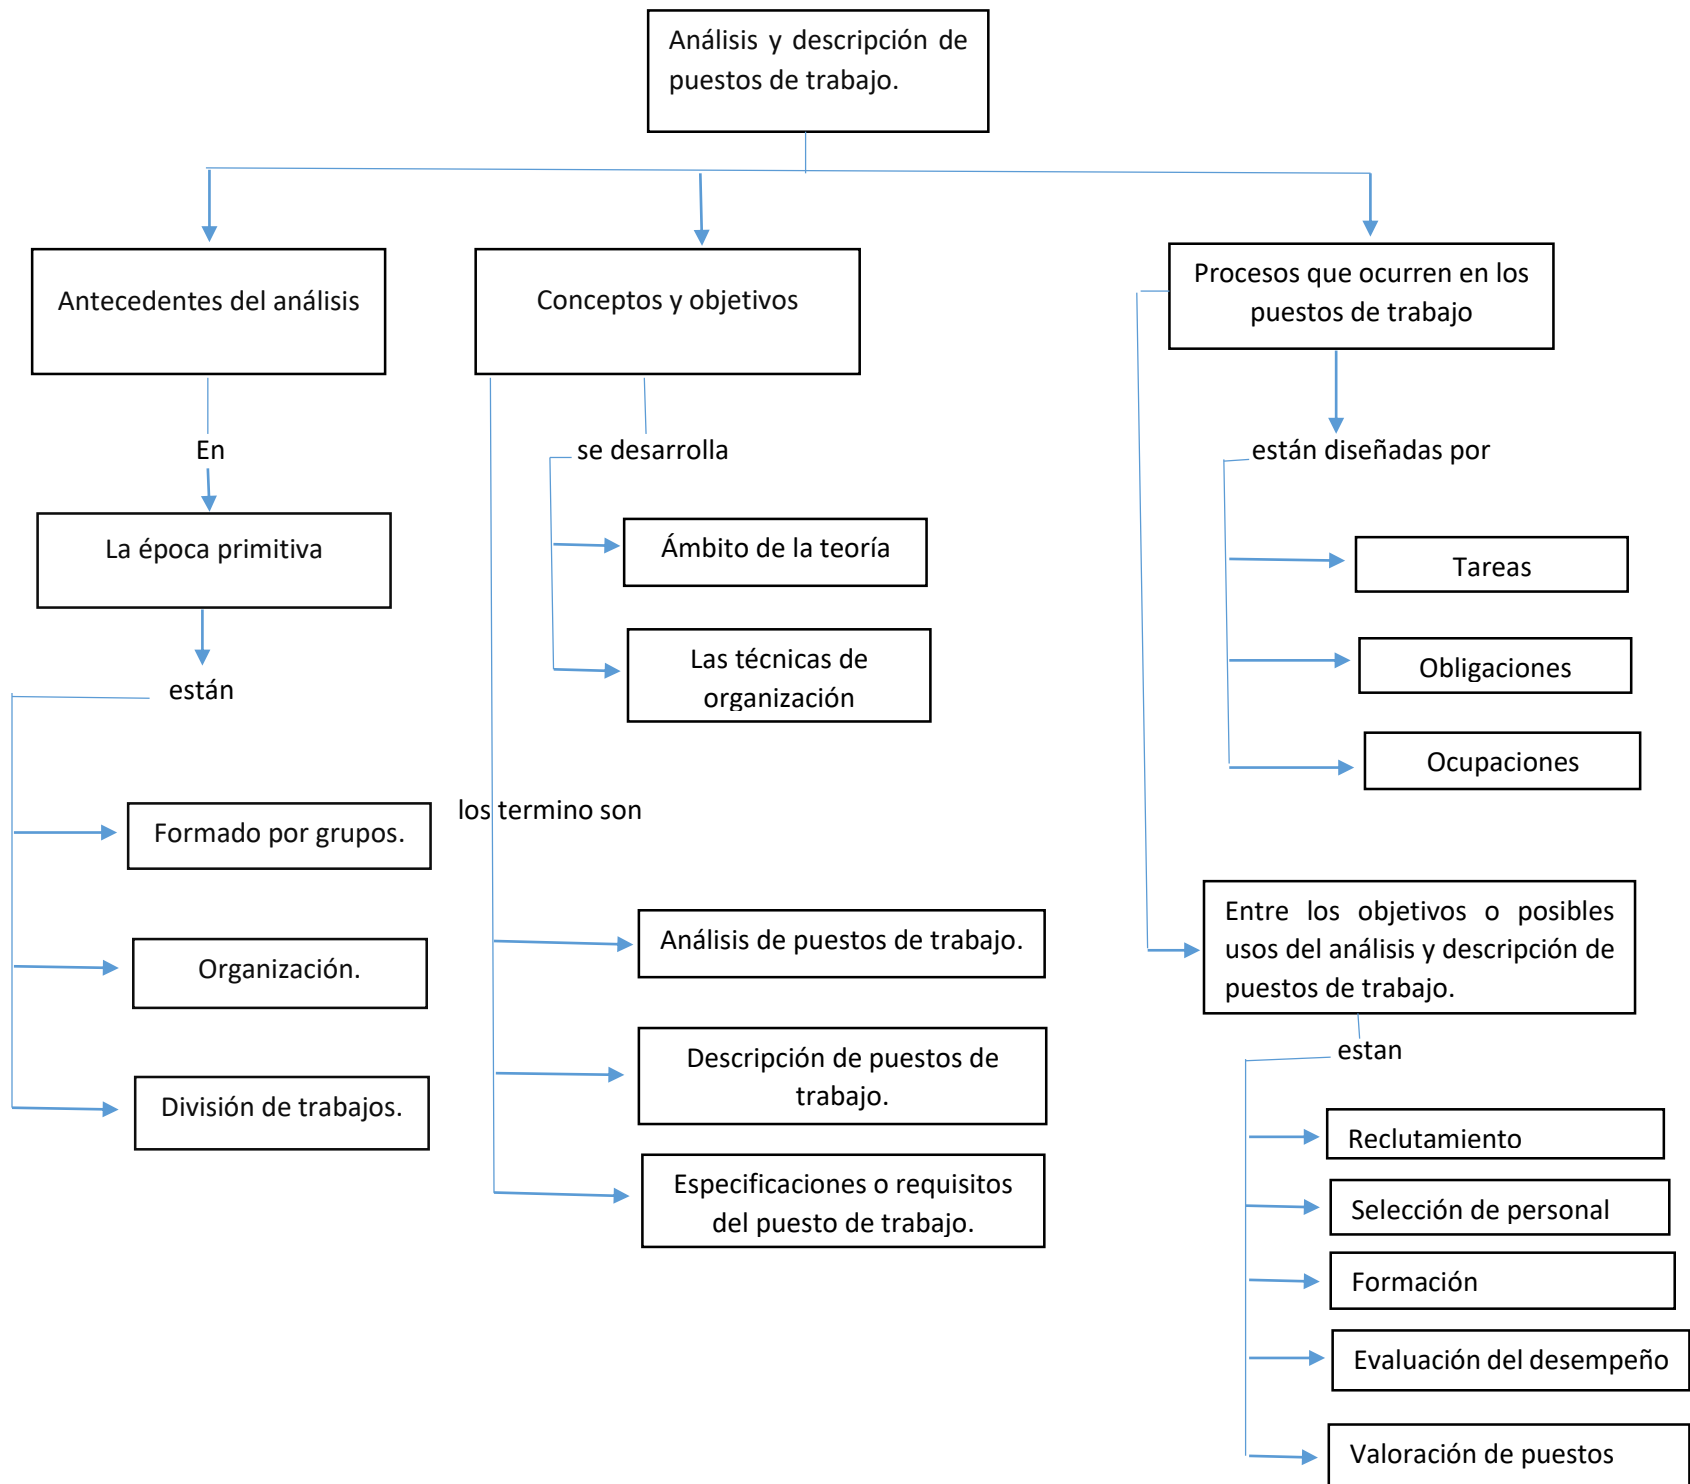 Análisis y descripción de
puestos de trabajo.
Antecedentes del análisis
En
La época primitiva
están
Formado por grupos.
Organización.
División de trabajos.
Conceptos y objetivos
se desarrolla
Ámbito de la teoría
Las técnicas de
organización
los termino son
Análisis de puestos de trabajo.
Descripción de puestos de
trabajo.
Especificaciones o requisitos
del puesto de trabajo.
Procesos que ocurren en los
puestos de trabajo
están diseñadas por
Tareas
Obligaciones
Ocupaciones
Entre los objetivos o posibles
usos del análisis y descripción de
puestos de trabajo.
estan
Reclutamiento
Selección de personal
Formación
Evaluación del desempeño
Valoración de puestos